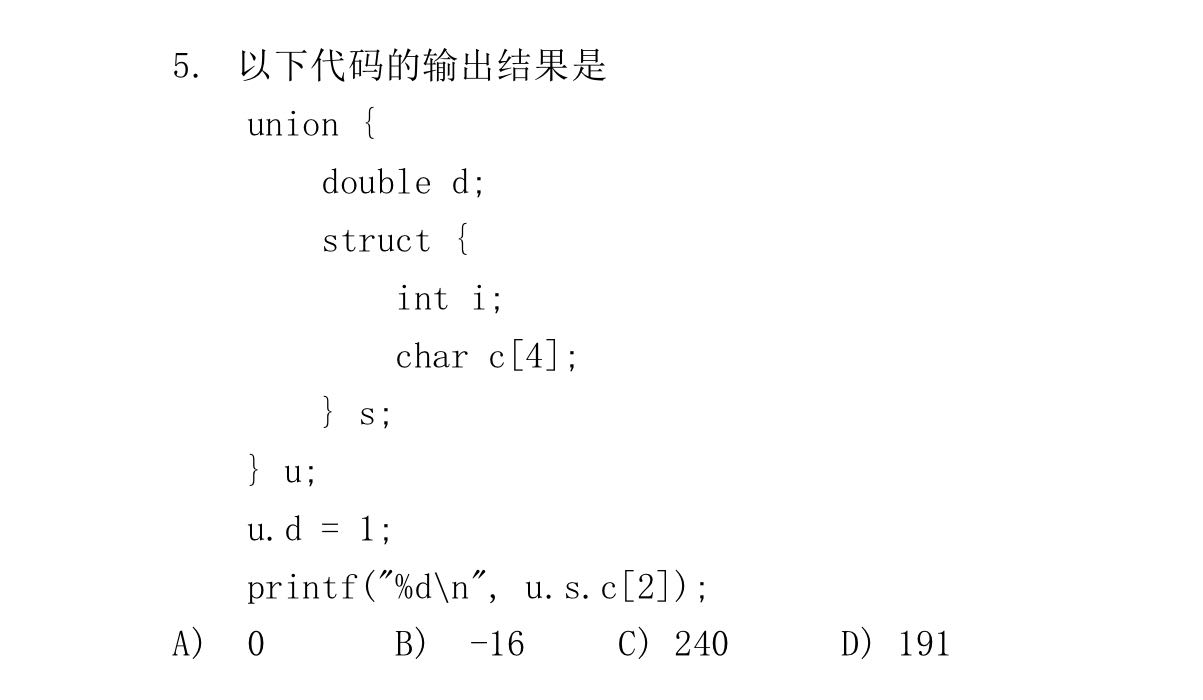 5. 以下代码的输出结果是
union {
double d;
struct {
int i;
char c[4];
} s;
} u;
u.d = 1;
printf("%d\n", u.s.c[2]);
A) 0 B) -16 C) 240 D) 191